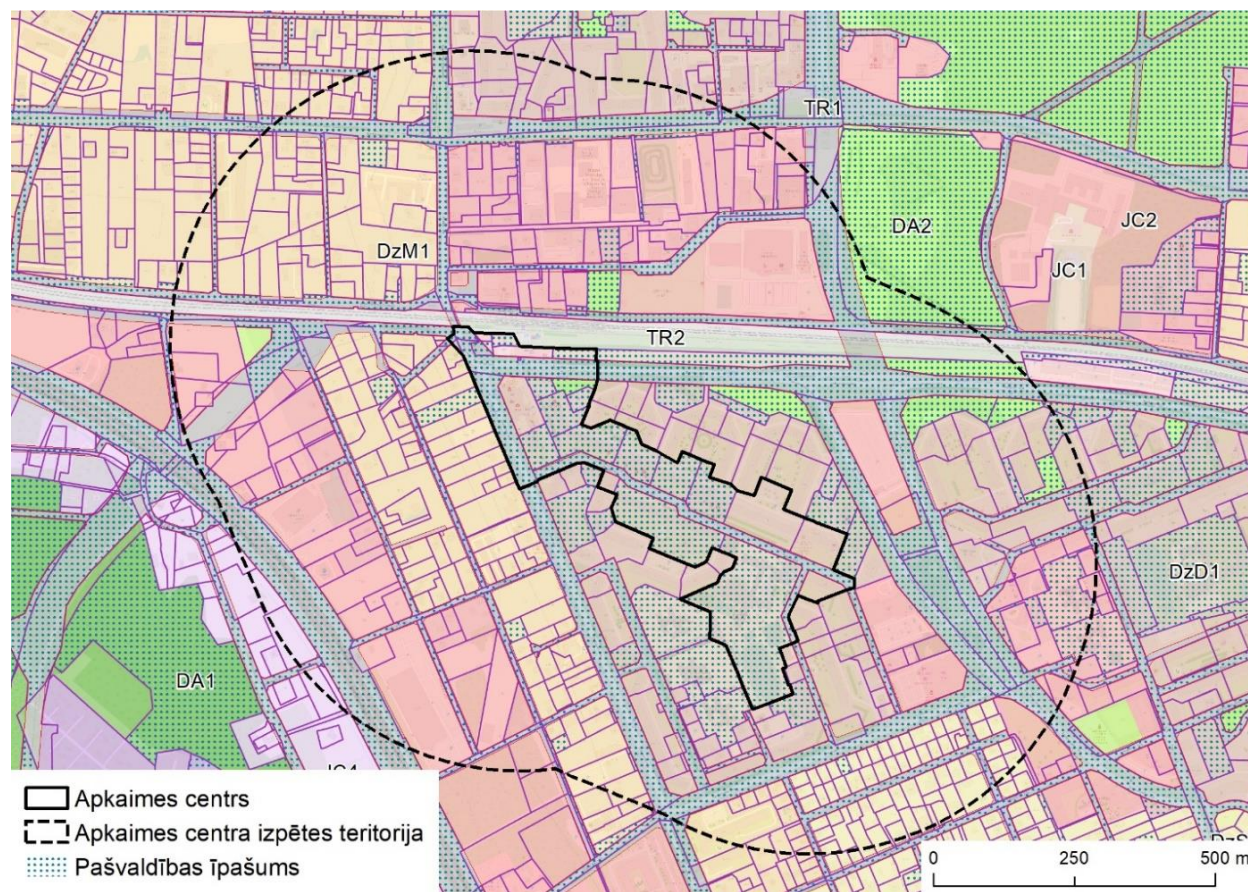 TR1
DzM1
DA2
JC2
JC1
TR2
DzD1
DA1
Apkaimes centrs
Apkaimes centra izpētes teritorija
Pašvaldības īpašums
0 250 500 m